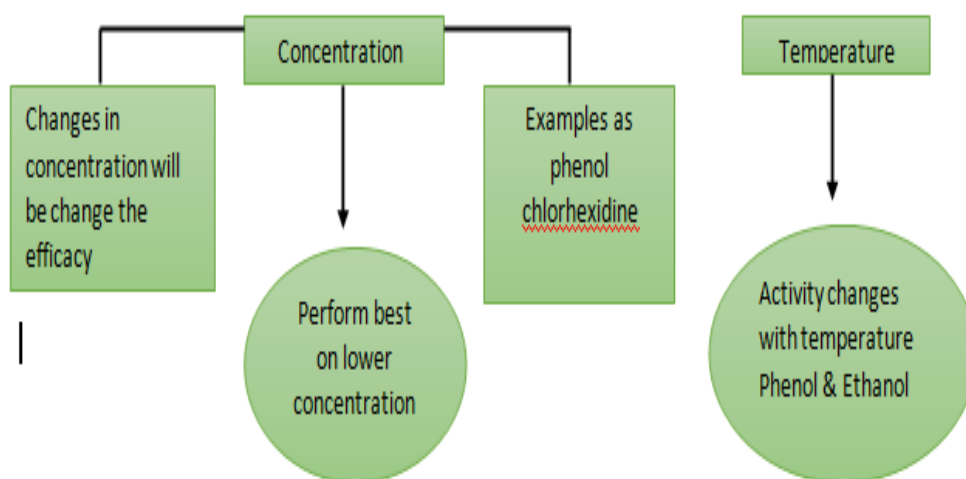 Concentration
Temperature
Changes in
concentration will
be change the
efficacy
Examples as
phenol
chlorhexidine
Perform best
on lower
concentration
Activity changes
with temperature
Phenol & Ethanol